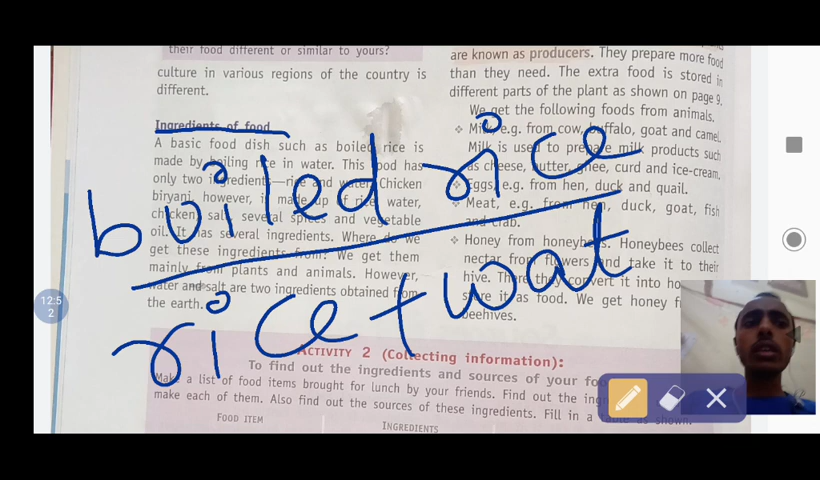 their food different or similar to yours?
culture in various regions of the country is
different.
Ingredients of food
A basic food dish such as boiled rice is
made by boiling rice in water. This food has
only two ingredients—rice and water. Chicken
biryani, however, is made up of rice, water,
chicken, salt, several spices and vegetable
oil. It has several ingredients. Where do we
get these ingredients from? We get them
mainly from plants and animals. However,
water and salt are two ingredients obtained from
the earth.
are known as producers. They prepare more food
than they need. The extra food is stored in
different parts of the plant as shown on page 9.
We get the following foods from animals.
❖ Milk, e.g. from cow, buffalo, goat and camel.
Milk is used to prepare milk products such
as cheese, butter, ghee, curd and ice-cream.
❖ Eggs, e.g. from hen, duck and quail.
❖ Meat, e.g. from hen, duck, goat, fish
and crab.
❖ Honey from honeybees. Honeybees collect
nectar from flowers and take it to their
hive. There they convert it into
store it as food. We get honey
beehives.
boiled rice
rice + wat
ACTIVITY 2 (Collecting information):
To find out the ingredients and sources of your
Make a list of food items brought for lunch by your friends. Find out the
make each of them. Also find out the sources of these ingredients. Fill in a table as shown.
FOOD ITEM
INGREDIENTS
12:5
2